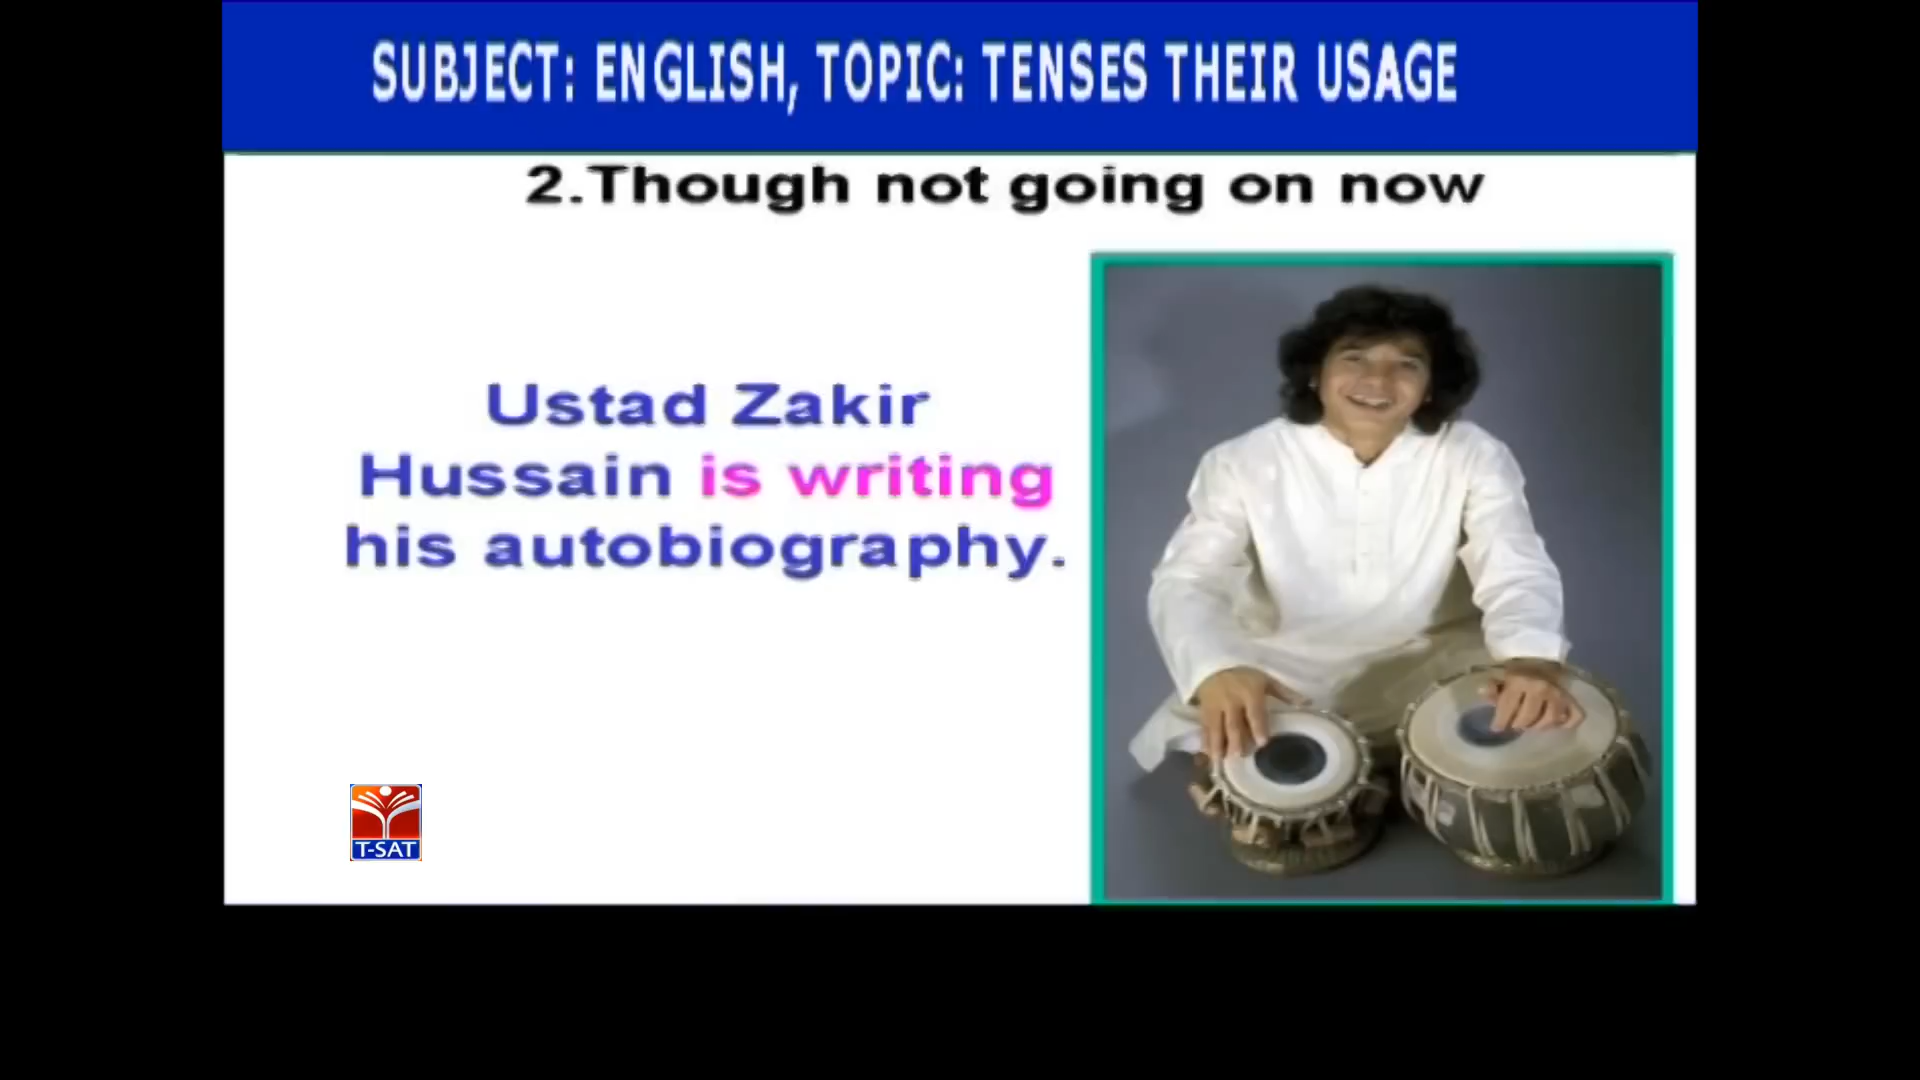 SUBJECT: ENGLISH, TOPIC: TENSES THEIR USAGE
2.Though not going on now
Ustad Zakir
Hussain is writing
his autobiography.
T-SAT